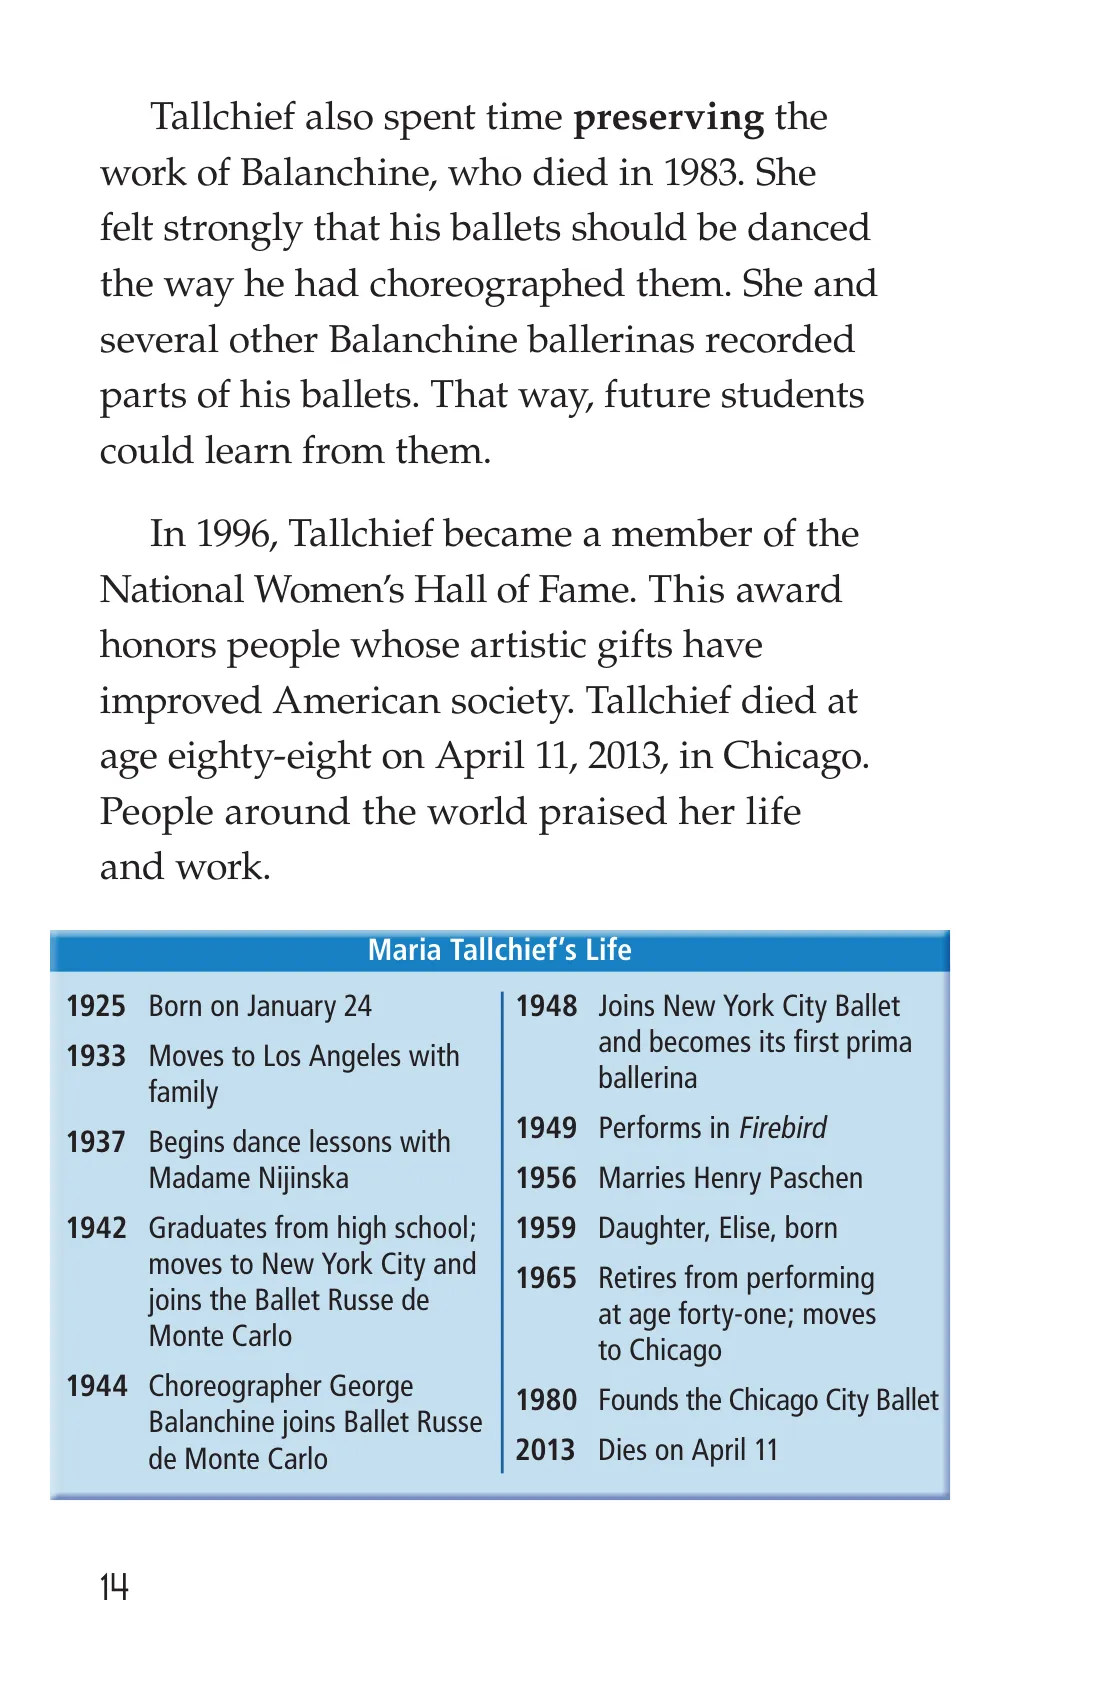 Tallchief also spent time preserving the
work of Balanchine, who died in 1983. She
felt strongly that his ballets should be danced
the way he had choreographed them. She and
several other Balanchine ballerinas recorded
parts of his ballets. That way, future students
could learn from them.
In 1996, Tallchief became a member of the
National Women’s Hall of Fame. This award
honors people whose artistic gifts have
improved American society. Tallchief died at
age eighty-eight on April 11, 2013, in Chicago.
People around the world praised her life
and work.
Maria Tallchief’s Life
1925 Born on January 24
1933 Moves to Los Angeles with
family
1937 Begins dance lessons with
Madame Nijinska
1942 Graduates from high school;
moves to New York City and
joins the Ballet Russe de
Monte Carlo
1944 Choreographer George
Balanchine joins Ballet Russe
de Monte Carlo
1948 Joins New York City Ballet
and becomes its first prima
ballerina
1949 Performs in Firebird
1956 Marries Henry Paschen
1959 Daughter, Elise, born
1965 Retires from performing
at age forty-one; moves
to Chicago
1980 Founds the Chicago City Ballet
2013 Dies on April 11
14